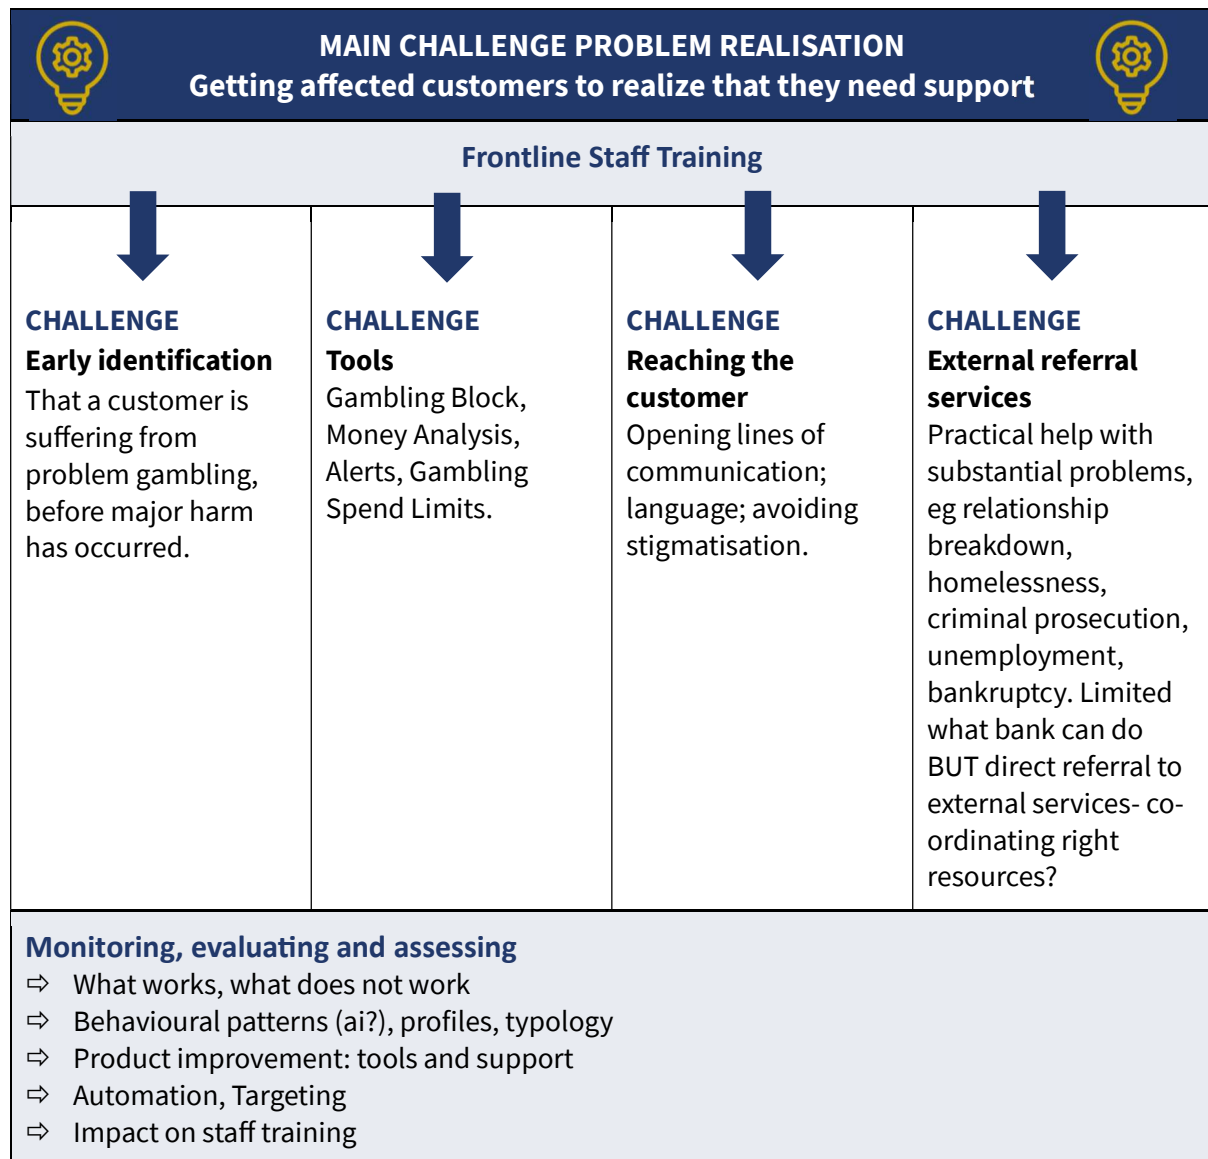 MAIN CHALLENGE PROBLEM REALISATION
Getting affected customers to realize that they need support
Frontline Staff Training
CHALLENGE
Early identification
That a customer is
suffering from
problem gambling,
before major harm
has occurred.
CHALLENGE
Tools
Gambling Block,
Money Analysis,
Alerts, Gambling
Spend Limits.
CHALLENGE
Reaching the
customer
Opening lines of
communication;
language; avoiding
stigmatisation.
CHALLENGE
External referral
services
Practical help with
substantial problems,
eg relationship
breakdown,
homelessness,
criminal prosecution,
unemployment,
bankruptcy. Limited
what bank can do
BUT direct referral to
external services- co-
ordinating right
resources?
Monitoring, evaluating and assessing
⇨ What works, what does not work
⇨ Behavioural patterns (ai?), profiles, typology
⇨ Product improvement: tools and support
⇨ Automation, Targeting
⇨ Impact on staff training